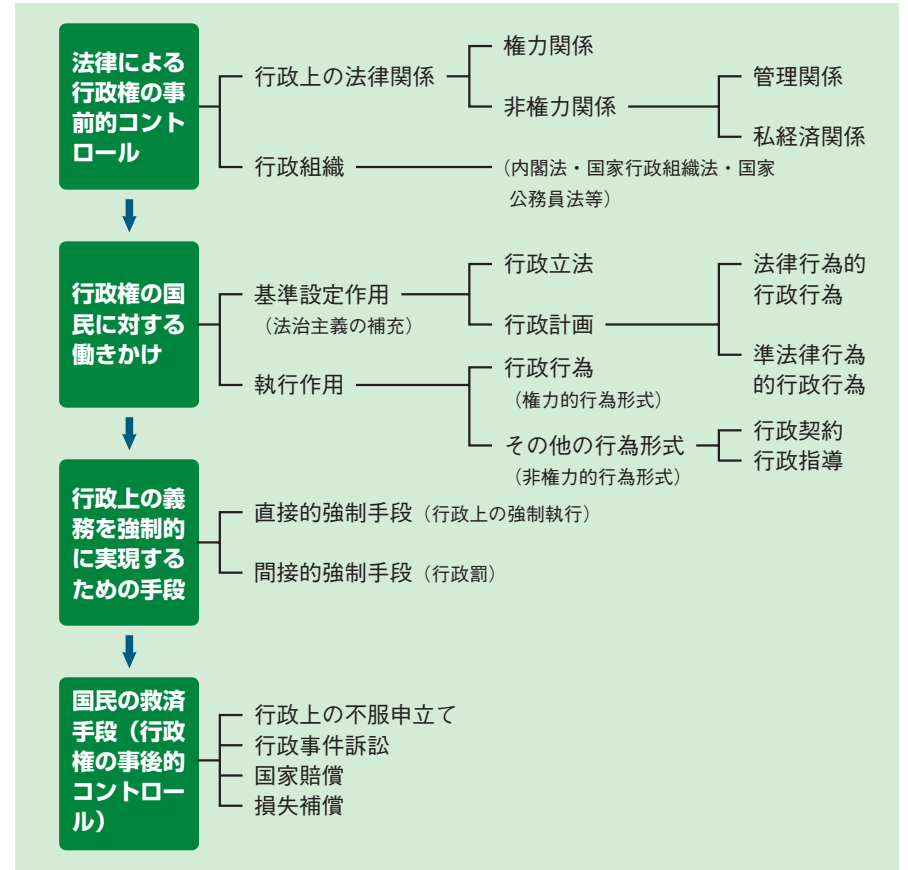 法律による
行政権の事
前的コント
ロール
行政上の法律関係
権力関係
非権力関係
管理関係
私経済関係
行政組織
（内閣法・国家行政組織法・国家
公務員法等）
行政権の国
民に対する
働きかけ
基準設定作用
（法治主義の補充）
行政立法
行政計画
法律行為的
行政行為
準法律行為
的行政行為
執行作用
行政行為
（権力的行為形式）
その他の行為形式
（非権力的行為形式）
行政契約
行政指導
行政上の義
務を強制的
に実現する
ための手段
直接的強制手段（行政上の強制執行）
間接的強制手段（行政罰）
国民の救済
手段（行政
権の事後的
コントロー
ル）
行政上の不服申立て
行政事件訴訟
国家賠償
損失補償